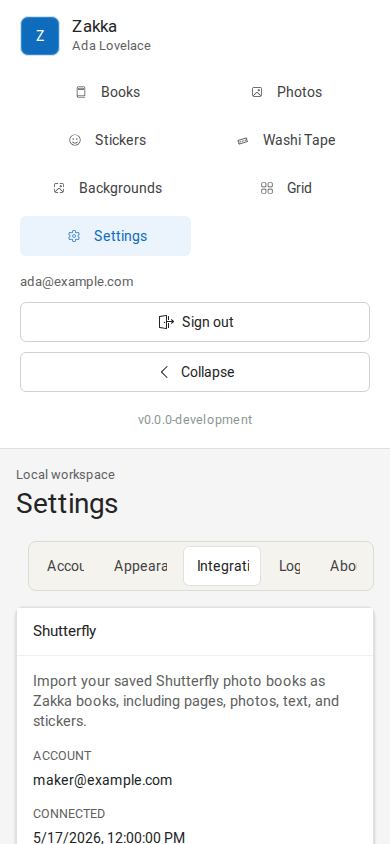 Z
Zakka
Ada Lovelace
Books
Photos
Stickers
Washi Tape
Backgrounds
Grid
Settings
ada@example.com
Sign out
Collapse
v0.0.0-development
Local workspace
Settings
Accou
Appeara
Integrati
Log
Abo
Shutterfly
Import your saved Shutterfly photo books as
Zakka books, including pages, photos, text, and
stickers.
ACCOUNT
maker@example.com
CONNECTED
5/17/2026, 12:00:00 PM